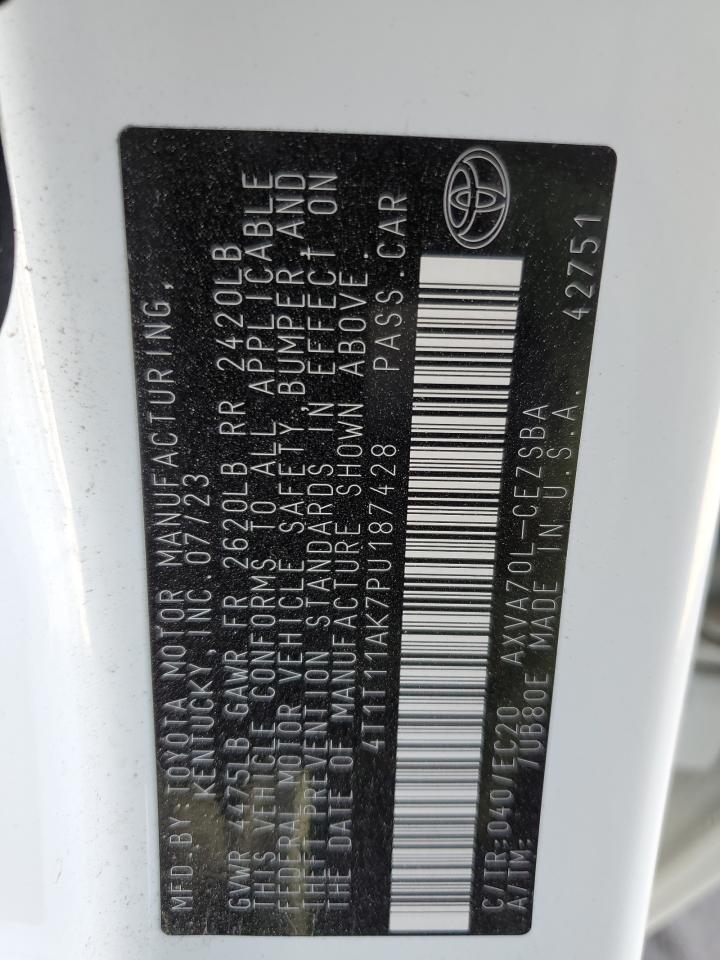 MFD.BY:TOYOTA MOTOR MANUFACTURING,
KENTUCKY, INC.07/23
GVWR 4475LB GAWR FR 2620LB RR 2420LB
THIS VEHICLE CONFORMS TO ALL APPLICABLE
FEDERAL MOTOR VEHICLE SAFETY, BUMPER AND
THEFT PREVENTION STANDARDS IN EFFECT ON
THE DATE OF MANUFACTURE SHOWN ABOVE.
4T1T11AK7PU187428 PASS.CAR
C/TR:040/EC20 AXVA70L-CEZSBA
A/TM: /UB80E MADE IN U.S.A. 42751